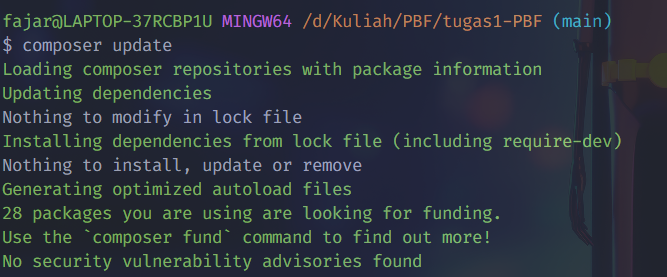 fajar@LAPTOP-37RCBP1U MINGW64 /d/Kuliah/PBF/tugas1-PBF (main)
$ composer update
Loading composer repositories with package information
Updating dependencies
Nothing to modify in lock file
Installing dependencies from lock file (including require-dev)
Nothing to install, update or remove
Generating optimized autoload files
28 packages you are using are looking for funding.
Use the `composer fund` command to find out more!
No security vulnerability advisories found